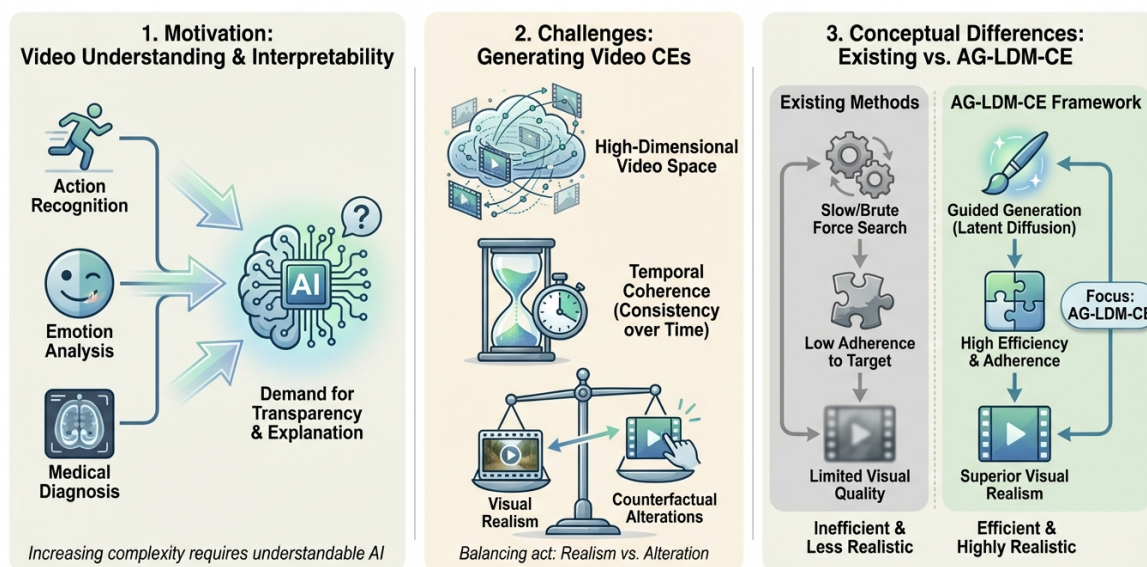 1. Motivation:
Video Understanding & Interpretability
Action
Recognition
Emotion
Analysis
Medical
Diagnosis
?
AI
Demand for
Transparency
& Explanation
Increasing complexity requires understandable AI
2. Challenges:
Generating Video CEs
High-Dimensional
Video Space
Temporal
Coherence
(Consistency
over Time)
Visual
Realism
Counterfactual
Alterations
Balancing act: Realism vs. Alteration
3. Conceptual Differences:
Existing vs. AG-LDM-CE
Existing Methods
Slow/Brute
Force Search
Low Adherence
to Target
Limited Visual
Quality
Inefficient &
Less Realistic
AG-LDM-CE Framework
Guided Generation
(Latent Diffusion)
High Efficiency
& Adherence
Superior Visual
Realism
Focus:
AG-LDM-CE
Efficient &
Highly Realistic